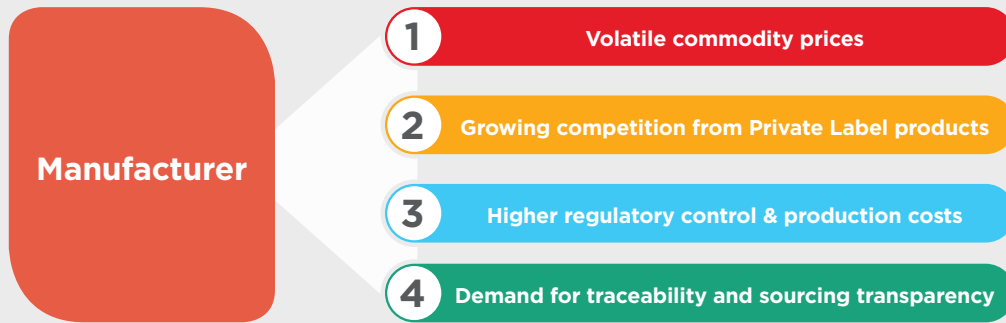 Manufacturer
1
Volatile commodity prices
2
Growing competition from Private Label products
3
Higher regulatory control & production costs
4
Demand for traceability and sourcing transparency